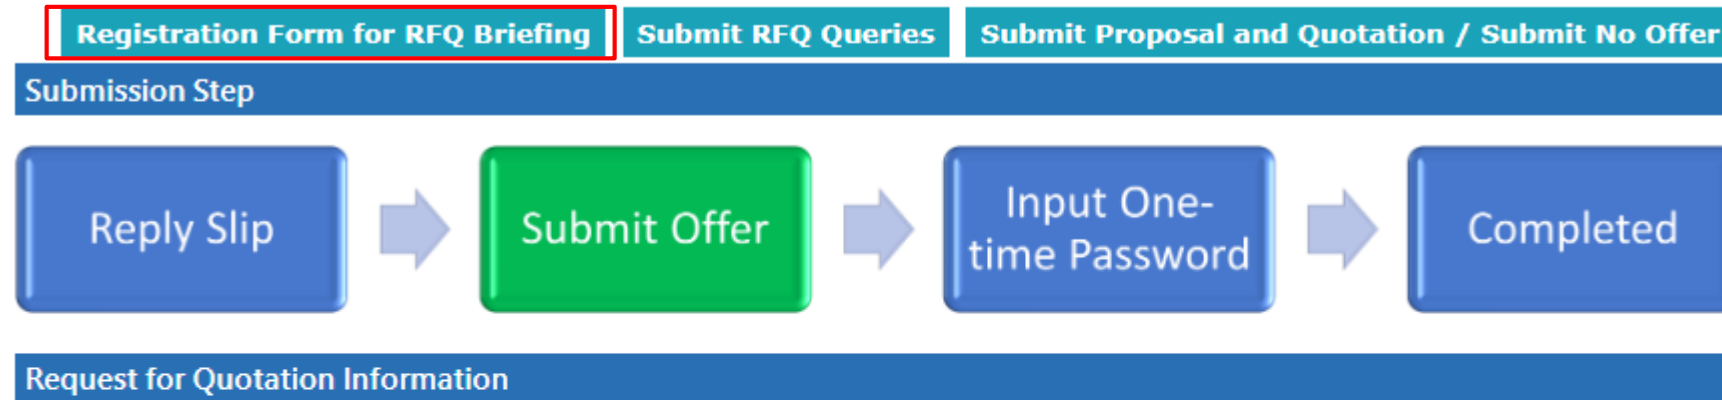 Registration Form for RFQ Briefing Submit RFQ Queries Submit Proposal and Quotation / Submit No Offer
Submission Step
Reply Slip
Submit Offer
Input One-
time Password
Completed
Request for Quotation Information